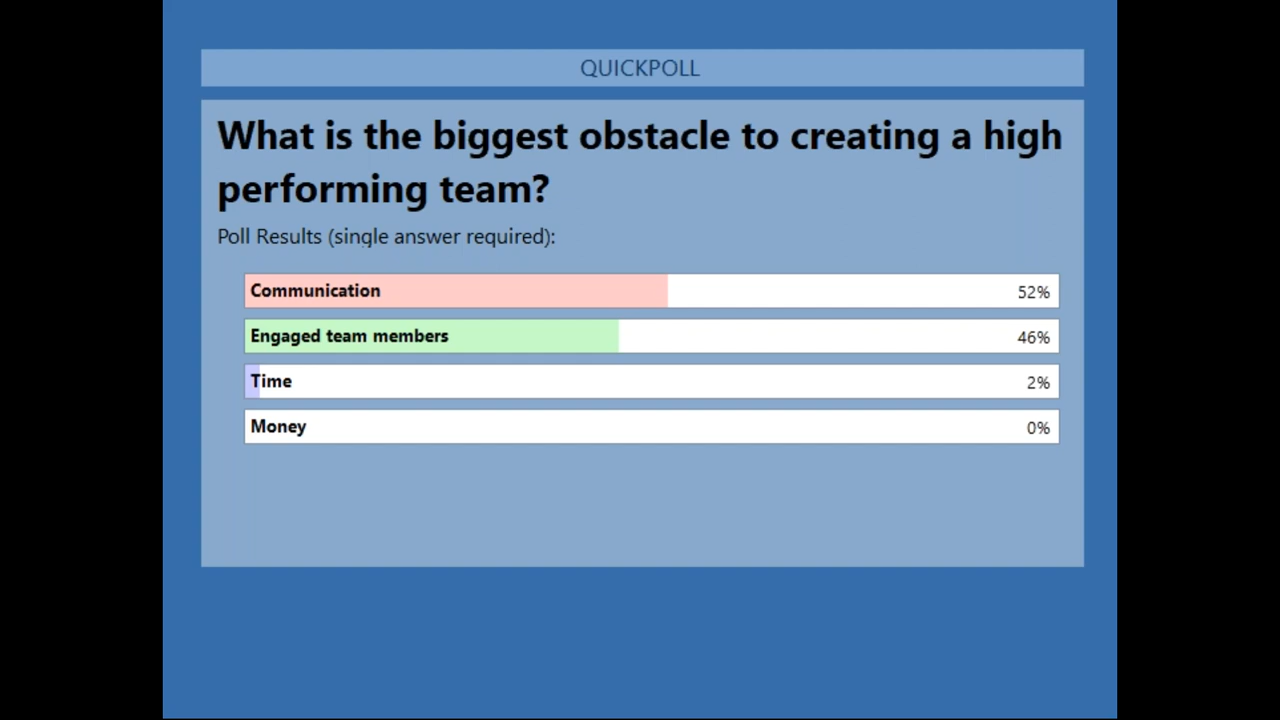 QUICKPOLL
What is the biggest obstacle to creating a high
performing team?
Poll Results (single answer required):
Communication 52%
Engaged team members 46%
Time 2%
Money 0%